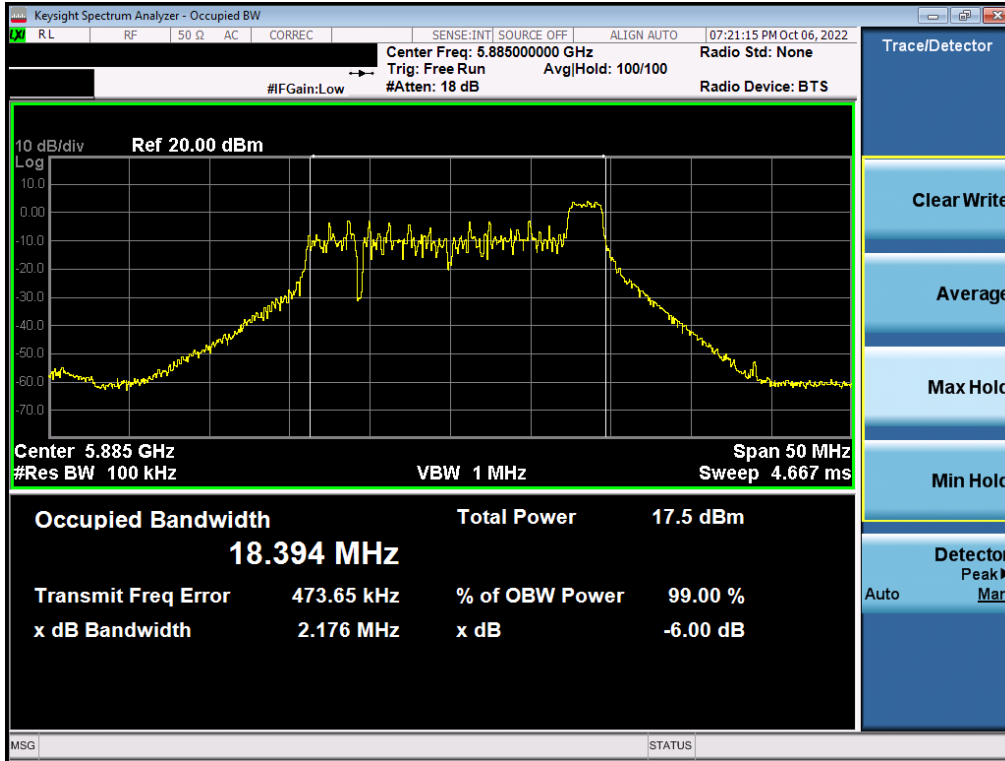 Keysight Spectrum Analyzer - Occupied BW
LXI RL RF 50 Ω AC CORREC SENSE:INT SOURCE OFF ALIGN AUTO 07:21:15 PM Oct 06, 2022
Center Freq: 5.885000000 GHz Radio Std: None
Trig: Free Run Avg|Hold: 100/100
#IFGain:Low #Atten: 18 dB Radio Device: BTS
Trace/Detector
10 dB/div Ref 20.00 dBm
Log
10.0
0.00
-10.0
-20.0
-30.0
-40.0
-50.0
-60.0
-70.0
Center 5.885 GHz Span 50 MHz
#Res BW 100 kHz VBW 1 MHz Sweep 4.667 ms
Occupied Bandwidth Total Power 17.5 dBm
18.394 MHz
Transmit Freq Error 473.65 kHz % of OBW Power 99.00 %
x dB Bandwidth 2.176 MHz x dB -6.00 dB
Clear Write
Average
Max Hold
Min Hold
Detector
Peak
Auto Man
MSG STATUS